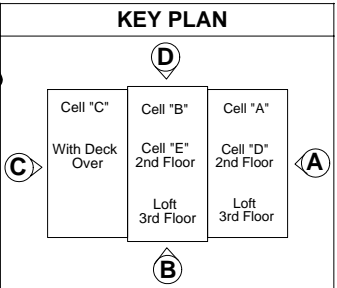 KEY PLAN
D
Cell "C"
With Deck
Over
Cell "B"
Cell "E"
2nd Floor
Loft
3rd Floor
Cell "A"
Cell "D"
2nd Floor
Loft
3rd Floor
C
A
B